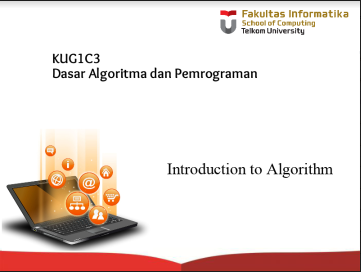 Fakultas Informatika
School of Computing
Telkom University
KUG1C3
Dasar Algoritma dan Pemrograman
Introduction to Algorithm